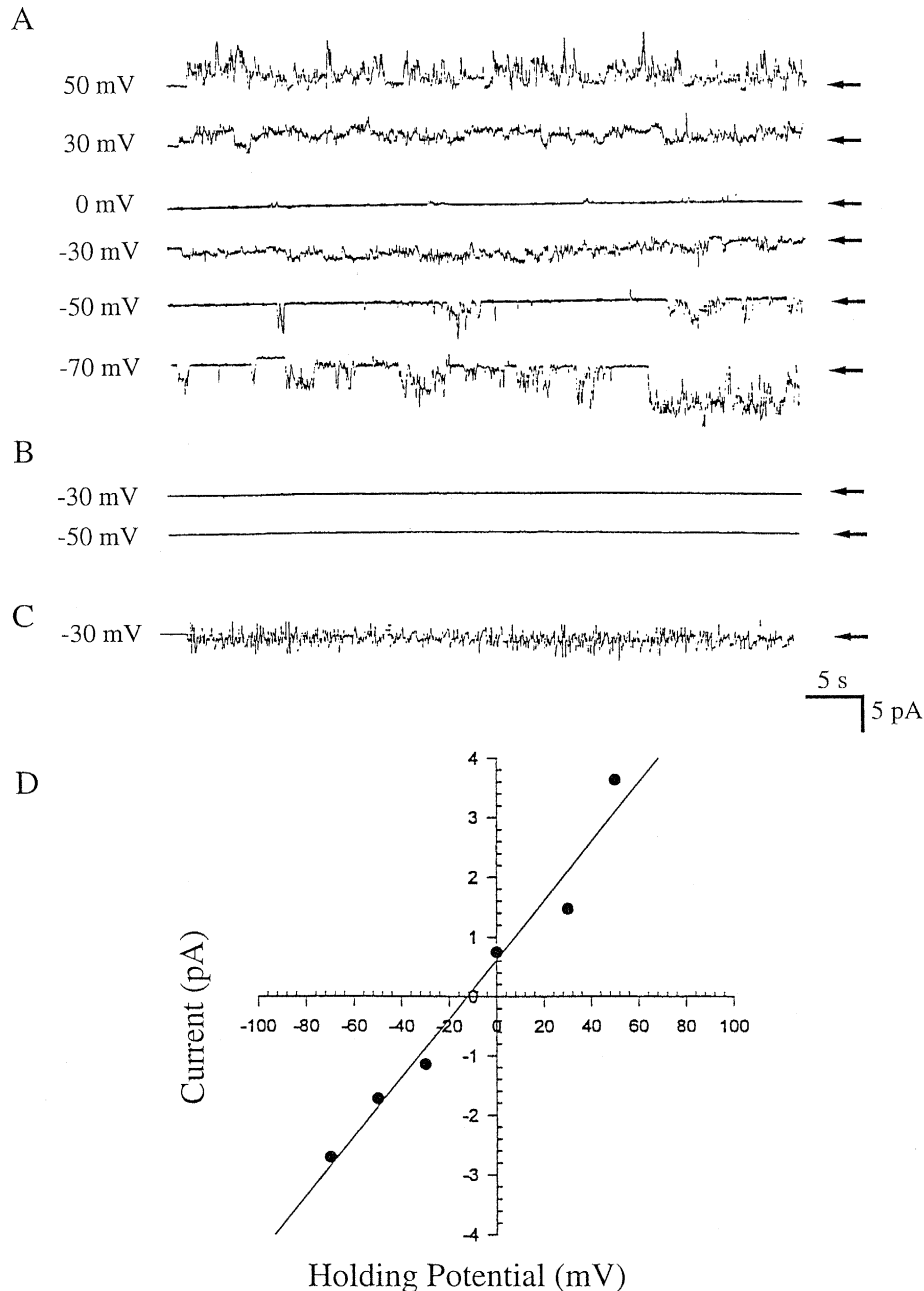 A
50 mV
30 mV
0 mV
-30 mV
-50 mV
-70 mV
B
-30 mV
-50 mV
C
-30 mV
5 s
5 pA
D
4
3
2
1
0
-100 -80 -60 -40 -20 0 20 40 60 80 100
-1
-2
-3
-4
Current (pA)
Holding Potential (mV)